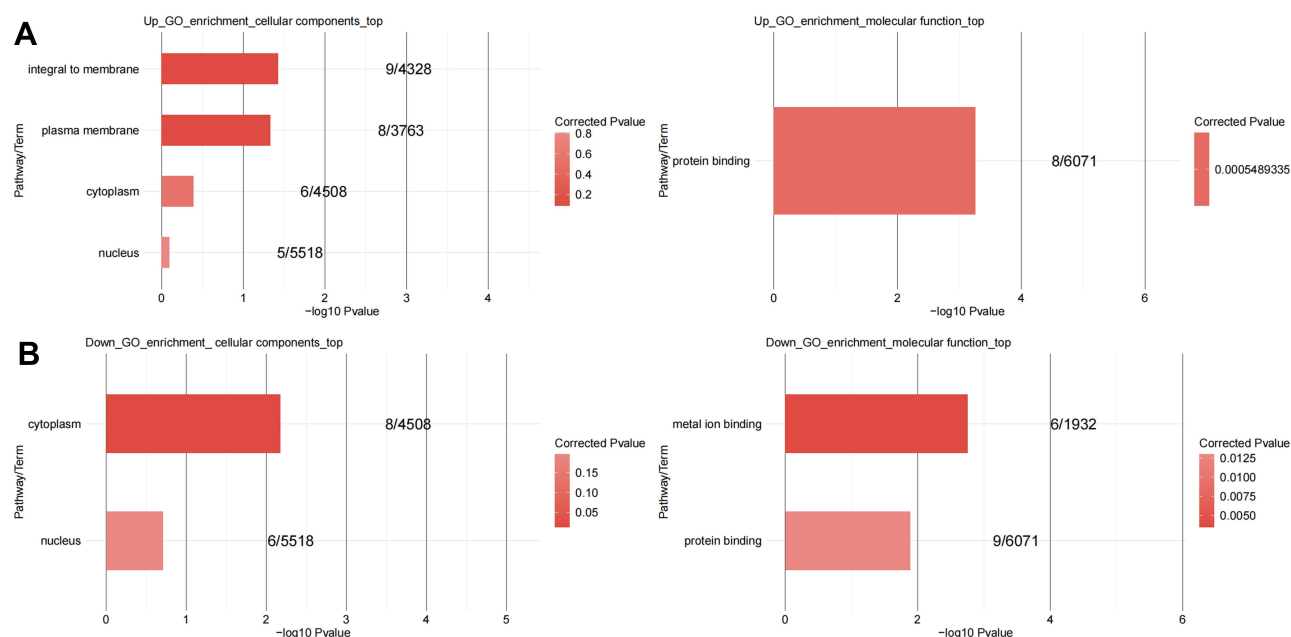 A
Up_GO_enrichment_cellular components_top
Pathway/Term
integral to membrane
9/4328
plasma membrane
8/3763
cytoplasm
6/4508
nucleus
5/5518
0 1 2 3 4
−log10 Pvalue
Corrected Pvalue
0.8
0.6
0.4
0.2
Up_GO_enrichment_molecular function_top
Pathway/Term
protein binding
8/6071
0 2 4 6
−log10 Pvalue
Corrected Pvalue
0.0005489335
B
Down_GO_enrichment_ cellular components_top
Pathway/Term
cytoplasm
8/4508
nucleus
6/5518
0 1 2 3 4 5
−log10 Pvalue
Corrected Pvalue
0.15
0.10
0.05
Down_GO_enrichment_molecular function_top
Pathway/Term
metal ion binding
6/1932
protein binding
9/6071
0 2 4 6
−log10 Pvalue
Corrected Pvalue
0.0125
0.0100
0.0075
0.0050